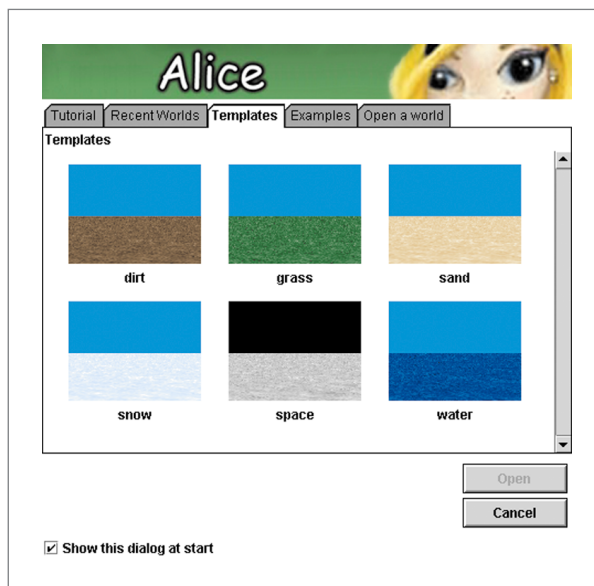 Alice
Tutorial Recent Worlds Templates Examples Open a world
Templates
dirt grass sand
snow space water
Open
Cancel
Show this dialog at start